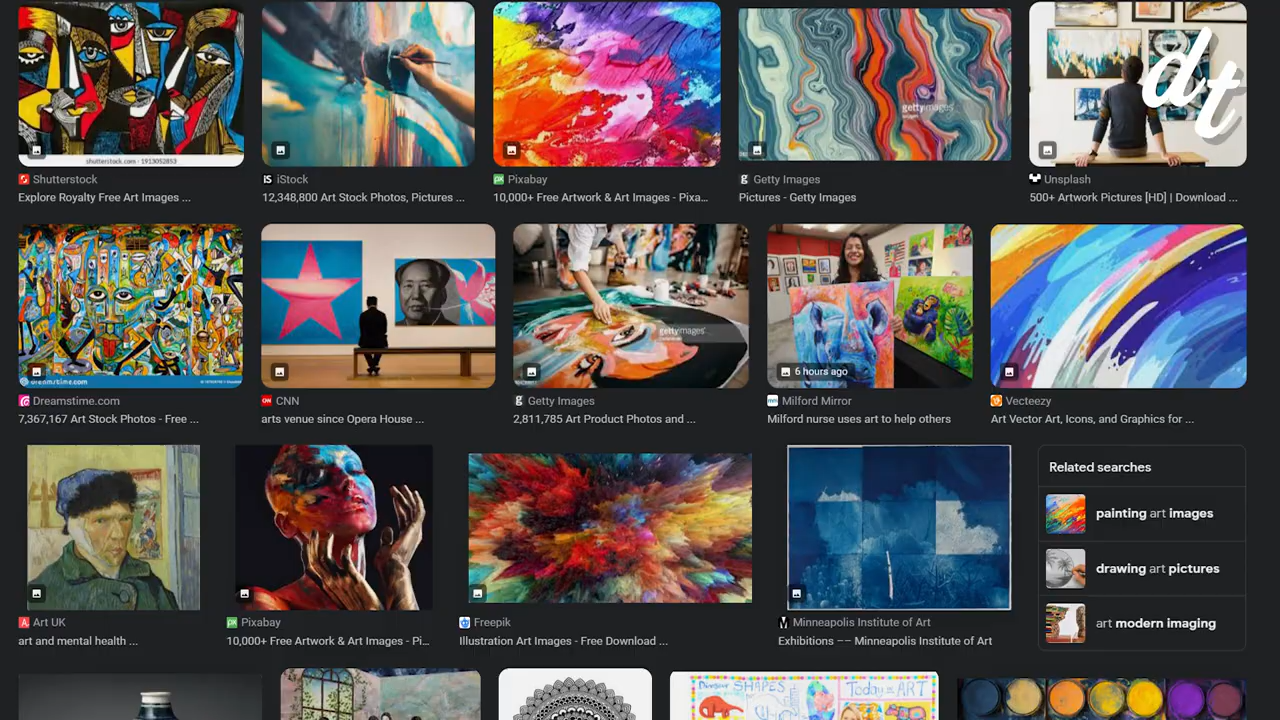 dt
shutterstock.com · 1913052853
gettyimages
Shutterstock
Explore Royalty Free Art Images ...
iStock
12,348,800 Art Stock Photos, Pictures ...
Pixabay
10,000+ Free Artwork & Art Images - Pixa...
Getty Images
Pictures - Getty Images
Unsplash
500+ Artwork Pictures [HD] | Download ...
dreamstime.com
gettyimages
6 hours ago
Dreamstime.com
7,367,167 Art Stock Photos - Free ...
CNN
arts venue since Opera House ...
Getty Images
2,811,785 Art Product Photos and ...
Milford Mirror
Milford nurse uses art to help others
Vecteezy
Art Vector Art, Icons, and Graphics for ...
Related searches
painting art images
drawing art pictures
art modern imaging
Art UK
art and mental health ...
Pixabay
10,000+ Free Artwork & Art Images - Pi...
Freepik
Illustration Art Images - Free Download ...
Minneapolis Institute of Art
Exhibitions –– Minneapolis Institute of Art
SHAPES
Today is ART